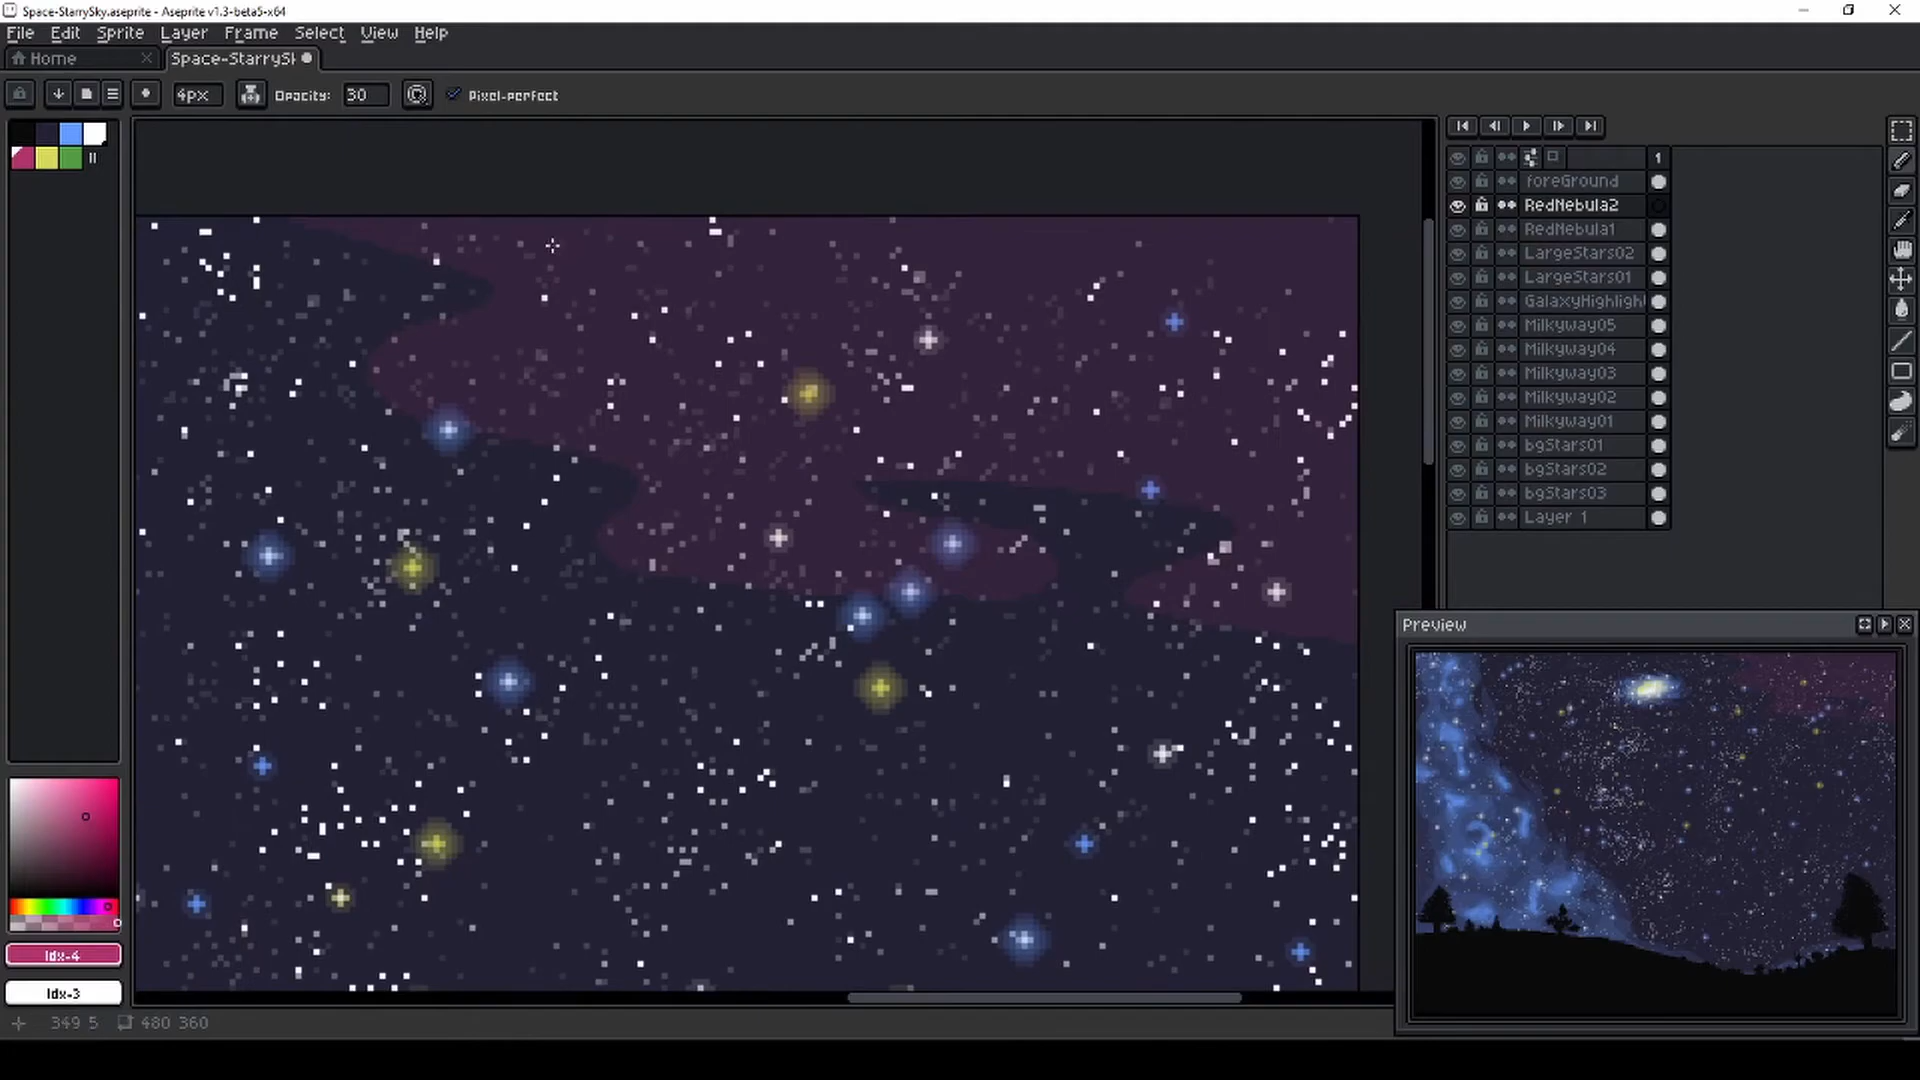 Space-StarrySky.aseprite - Aseprite v1.3-beta5-x64
File Edit Sprite Layer Frame Select View Help
Home
Space-StarrySk
4px
Opacity: 30
Pixel-perfect
1
foreGround
RedNebula2
RedNebula1
LargeStars02
LargeStars01
GalaxyHighligh
Milkyway05
Milkyway04
Milkyway03
Milkyway02
Milkyway01
bgStars01
bgStars02
bgStars03
Layer 1
Preview
Idx-4
Idx-3
349 5
480 360